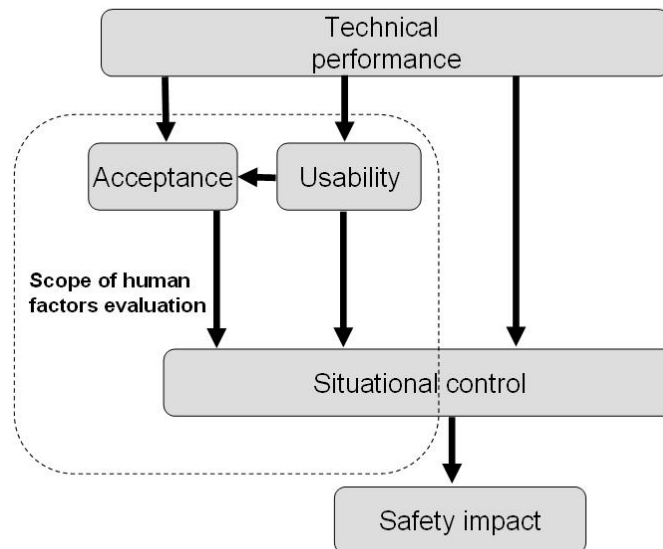 Technical
performance
Acceptance
Usability
Scope of human
factors evaluation
Situational control
Safety impact